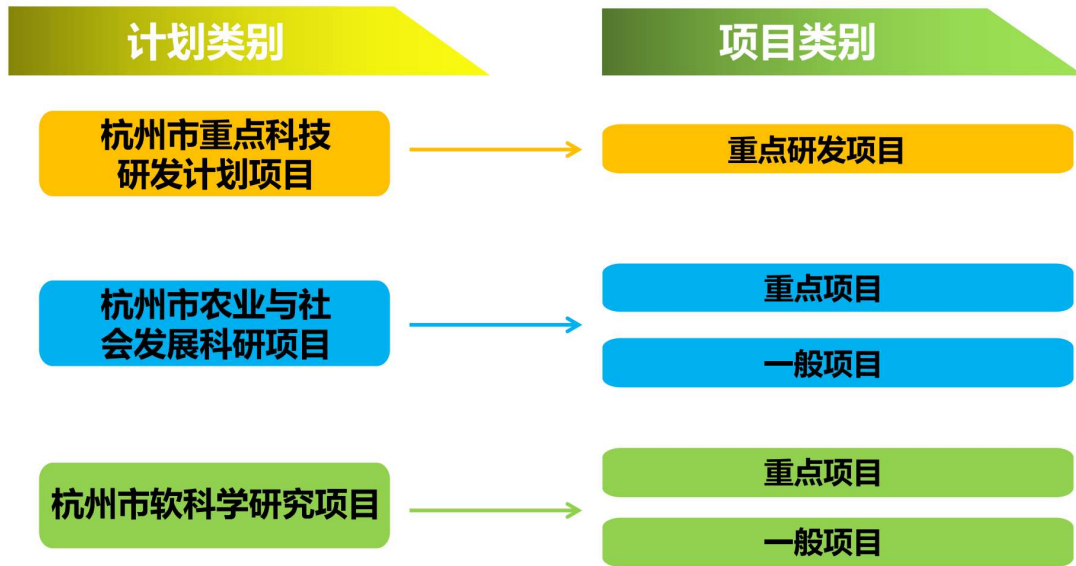 计划类别
项目类别
杭州市重点科技
研发计划项目
重点研发项目
杭州市农业与社
会发展科研项目
重点项目
一般项目
杭州市软科学研究项目
重点项目
一般项目